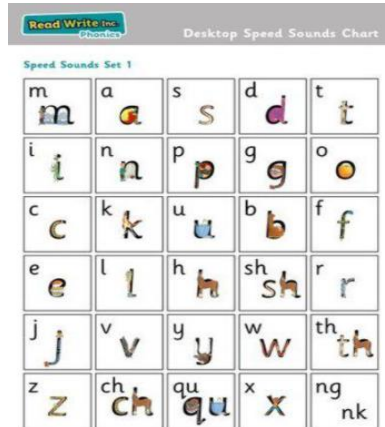 Read Write Inc.
Phonics
Desktop Speed Sounds Chart
Speed Sounds Set 1
m a s d t
m a s d t
i n p g o
i n p g o
c k u b f
c k u b f
e l h sh r
e l h sh r
j v y w th
j v y w th
z ch qu x ng
z ch qu x nk